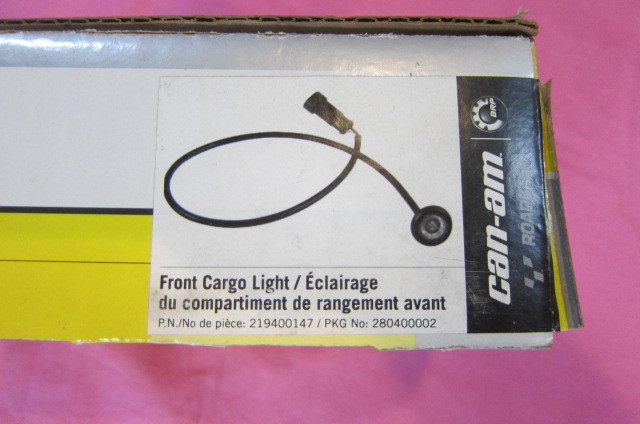 Front Cargo Light / Éclairage
du compartiment de rangement avant
P.N./No de pièce: 219400147 / PKG No: 280400002
BRP
can-am